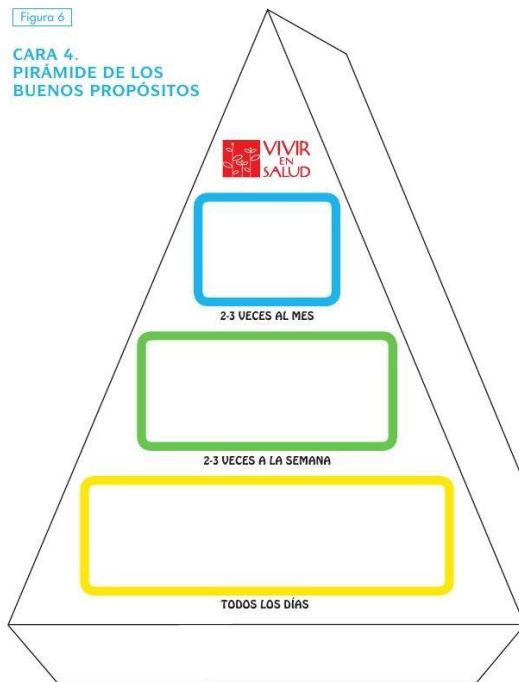 Figura 6
CARA 4.
PIRÁMIDE DE LOS
BUENOS PROPÓSITOS
VIVIR
EN
SALUD
2-3 VECES AL MES
2-3 VECES A LA SEMANA
TODOS LOS DÍAS